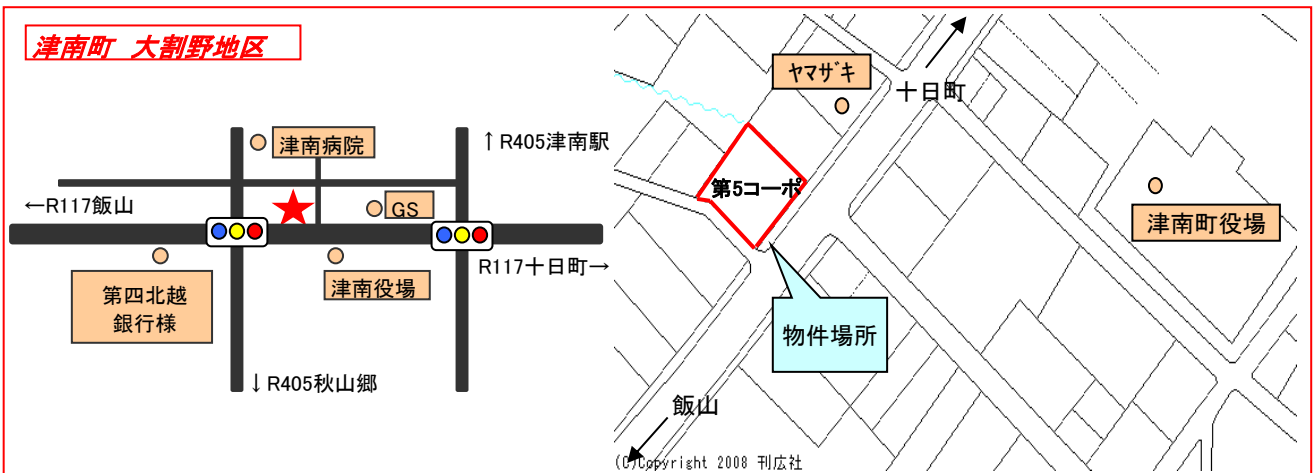 津南町 大割野地区
津南病院
↑R405津南駅
←R117飯山
GS
R117十日町→
第四北越
銀行様
津南役場
↓R405秋山郷
ヤマザキ
十日町
第5コーポ
津南町役場
物件場所
飯山
(C)Copyright 2008 刊広社